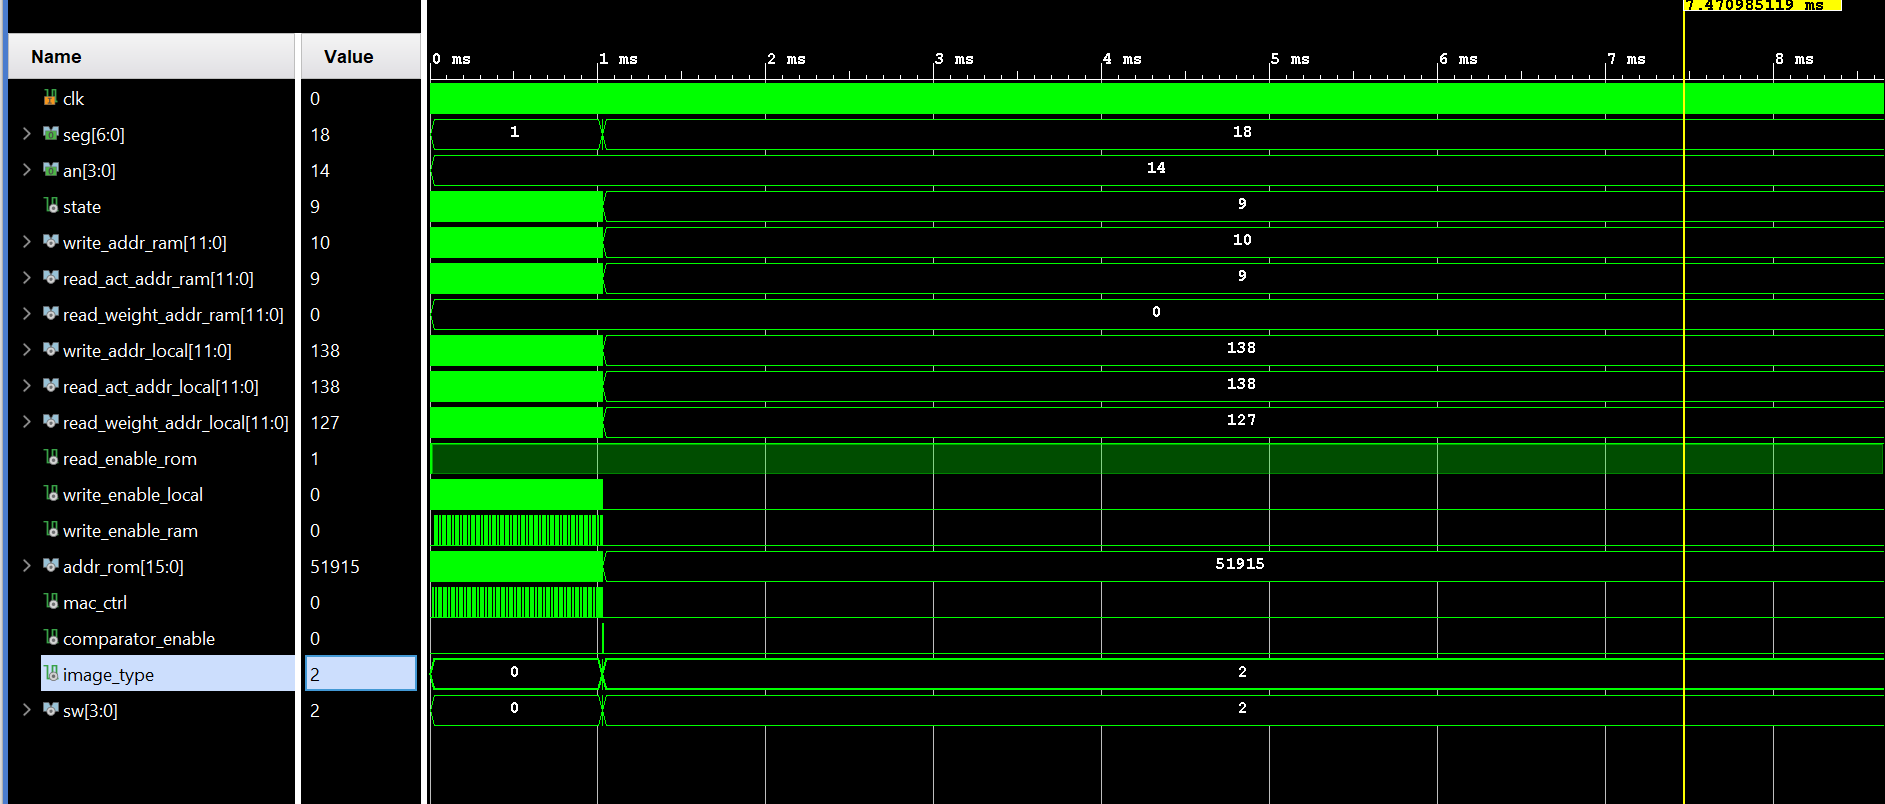 7.470985119 ms
Name Value 0 ms 1 ms 2 ms 3 ms 4 ms 5 ms 6 ms 7 ms 8 ms
clk 0
seg[6:0] 18 1 18
an[3:0] 14 14
state 9 9
write_addr_ram[11:0] 10 10
read_act_addr_ram[11:0] 9 9
read_weight_addr_ram[11:0] 0 0
write_addr_local[11:0] 138 138
read_act_addr_local[11:0] 138 138
read_weight_addr_local[11:0] 127 127
read_enable_rom 1
write_enable_local 0
write_enable_ram 0
addr_rom[15:0] 51915 51915
mac_ctrl 0
comparator_enable 0
image_type 2 0 2
sw[3:0] 2 0 2